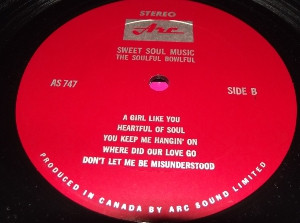 STEREO
Arc
SWEET SOUL MUSIC
THE SOULFUL BOWLFUL
AS 747
SIDE B
A GIRL LIKE YOU
HEARTFUL OF SOUL
YOU KEEP ME HANGIN' ON
WHERE DID OUR LOVE GO
DON'T LET ME BE MISUNDERSTOOD
PRODUCED IN CANADA BY ARC SOUND LIMITED